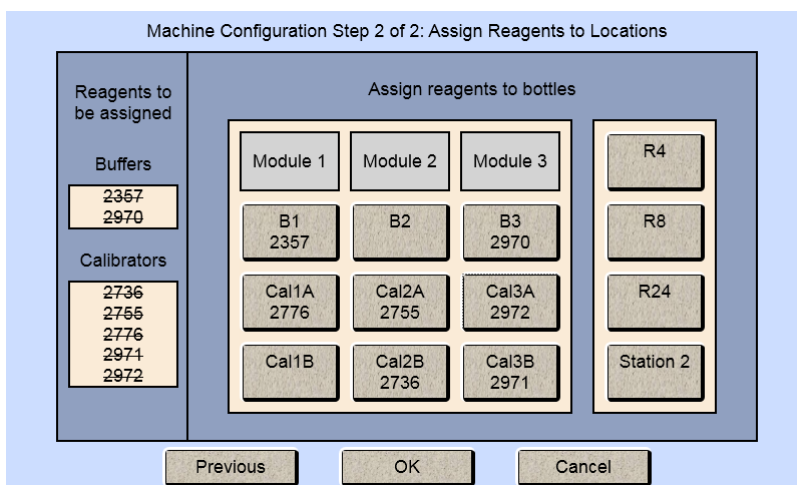 Machine Configuration Step 2 of 2: Assign Reagents to Locations
Reagents to
be assigned
Buffers
2357
2970
Calibrators
2736
2755
2776
2971
2972
Assign reagents to bottles
Module 1
Module 2
Module 3
B1
2357
B2
B3
2970
Cal1A
2776
Cal2A
2755
Cal3A
2972
Cal1B
Cal2B
2736
Cal3B
2971
R4
R8
R24
Station 2
Previous
OK
Cancel